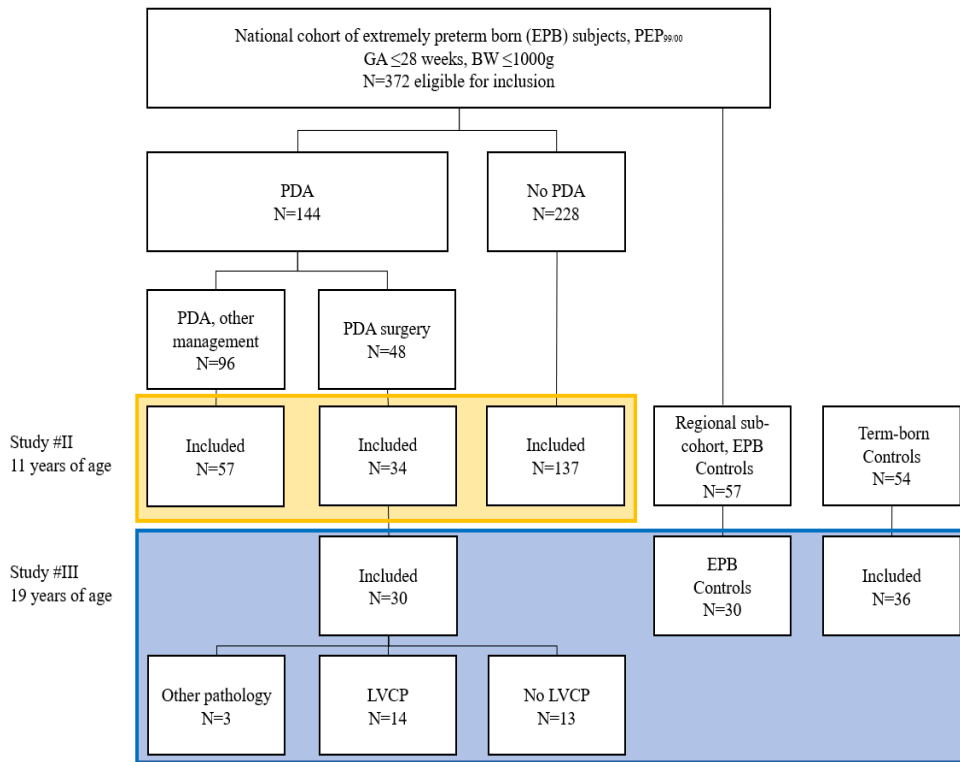 National cohort of extremely preterm born (EPB) subjects, PEP99/00
GA ≤28 weeks, BW ≤1000g
N=372 eligible for inclusion
PDA
N=144
No PDA
N=228
PDA, other
management
N=96
PDA surgery
N=48
Study #II
11 years of age
Included
N=57
Included
N=34
Included
N=137
Regional sub-
cohort, EPB
Controls
N=57
Term-born
Controls
N=54
Study #III
19 years of age
Included
N=30
EPB
Controls
N=30
Included
N=36
Other pathology
N=3
LVCP
N=14
No LVCP
N=13